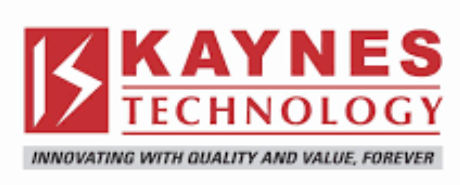 KAYNES
TECHNOLOGY
INNOVATING WITH QUALITY AND VALUE, FOREVER